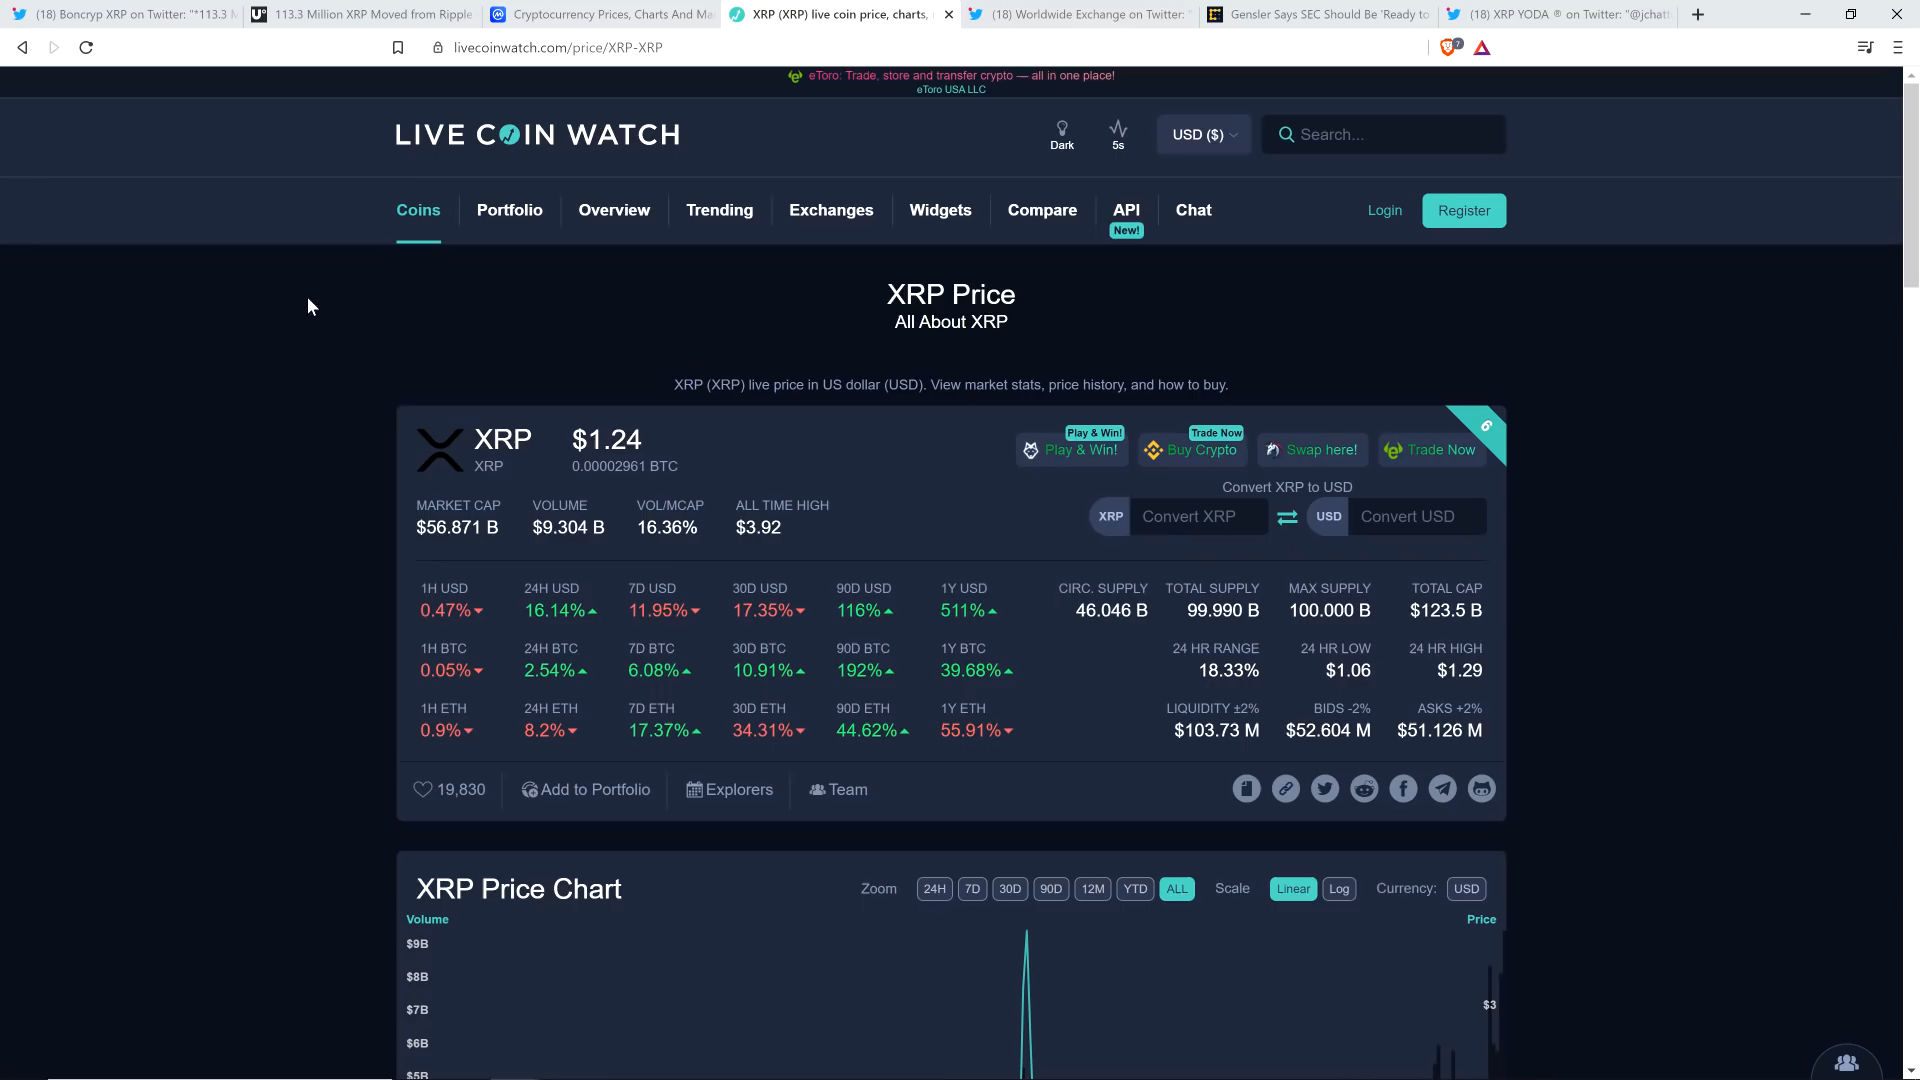 (18) Boncryp XRP on Twitter: "*113.3 M
113.3 Million XRP Moved from Ripple
Cryptocurrency Prices, Charts And Ma
XRP (XRP) live coin price, charts,
(18) Worldwide Exchange on Twitter: "
Gensler Says SEC Should Be 'Ready to
(18) XRP YODA ® on Twitter: "@jchatt
livecoinwatch.com/price/XRP-XRP
7
eToro: Trade, store and transfer crypto — all in one place!
eToro USA LLC
LIVE COIN WATCH
Dark
5s
USD ($)
Search...
Coins
Portfolio
Overview
Trending
Exchanges
Widgets
Compare
API
New!
Chat
Login
Register
XRP Price
All About XRP
XRP (XRP) live price in US dollar (USD). View market stats, price history, and how to buy.
XRP
XRP
$1.24
0.00002961 BTC
Play & Win!
Play & Win!
Trade Now
Buy Crypto
Swap here!
Trade Now
6
Convert XRP to USD
XRP
Convert XRP
USD
Convert USD
MARKET CAP
$56.871 B
VOLUME
$9.304 B
VOL/MCAP
16.36%
ALL TIME HIGH
$3.92
1H USD 24H USD 7D USD 30D USD 90D USD 1Y USD CIRC. SUPPLY TOTAL SUPPLY MAX SUPPLY TOTAL CAP
0.47% 16.14% 11.95% 17.35% 116% 511% 46.046 B 99.990 B 100.000 B $123.5 B
1H BTC 24H BTC 7D BTC 30D BTC 90D BTC 1Y BTC 24 HR RANGE 24 HR LOW 24 HR HIGH
0.05% 2.54% 6.08% 10.91% 192% 39.68% 18.33% $1.06 $1.29
1H ETH 24H ETH 7D ETH 30D ETH 90D ETH 1Y ETH LIQUIDITY ±2% BIDS -2% ASKS +2%
0.9% 8.2% 17.37% 34.31% 44.62% 55.91% $103.73 M $52.604 M $51.126 M
19,830
Add to Portfolio
Explorers
Team
XRP Price Chart
Zoom 24H 7D 30D 90D 12M YTD ALL Scale Linear Log Currency: USD
Volume
Price
$9B
$8B
$7B
$3
$6B
$5B